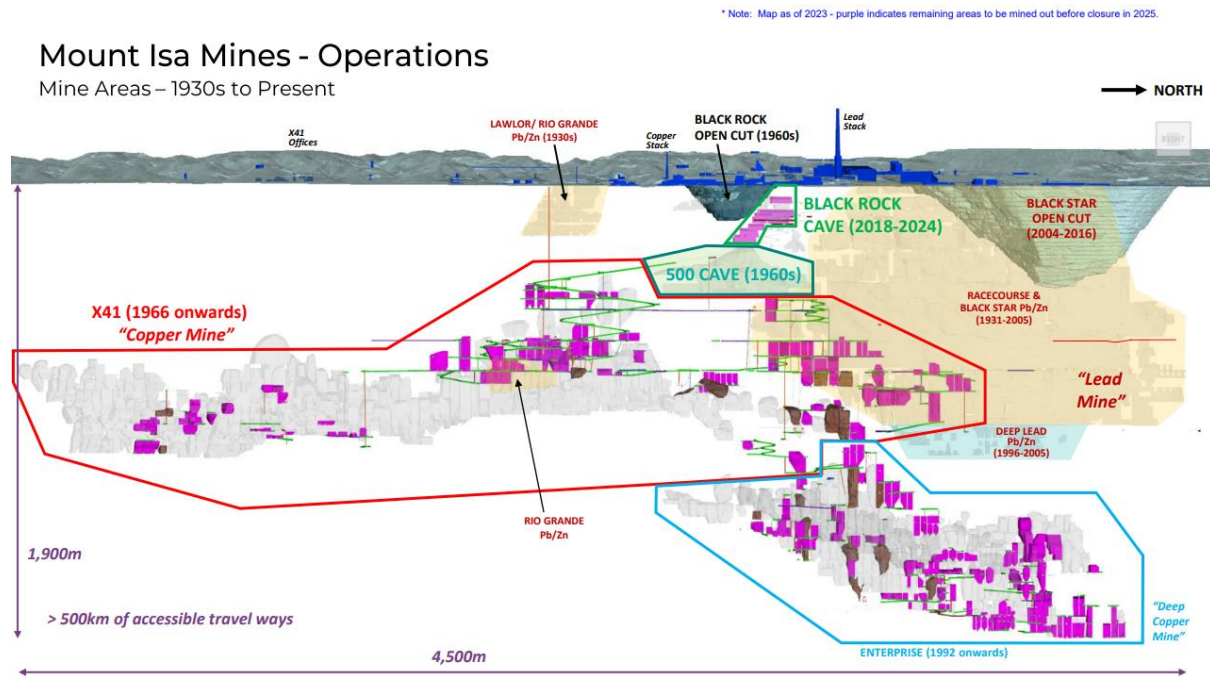 * Note: Map as of 2023 - purple indicates remaining areas to be mined out before closure in 2025.
Mount Isa Mines - Operations
Mine Areas – 1930s to Present
NORTH
RIGHT
X41
Offices
LAWLOR/ RIO GRANDE
Pb/Zn (1930s)
Copper
Stack
BLACK ROCK
OPEN CUT (1960s)
Lead
Stack
BLACK ROCK
CAVE (2018-2024)
BLACK STAR
OPEN CUT
(2004-2016)
500 CAVE (1960s)
X41 (1966 onwards)
“Copper Mine”
RACECOURSE &
BLACK STAR Pb/Zn
(1931-2005)
“Lead
Mine”
DEEP LEAD
Pb/Zn
(1996-2005)
RIO GRANDE
Pb/Zn
1,900m
> 500km of accessible travel ways
“Deep
Copper
Mine”
ENTERPRISE (1992 onwards)
4,500m